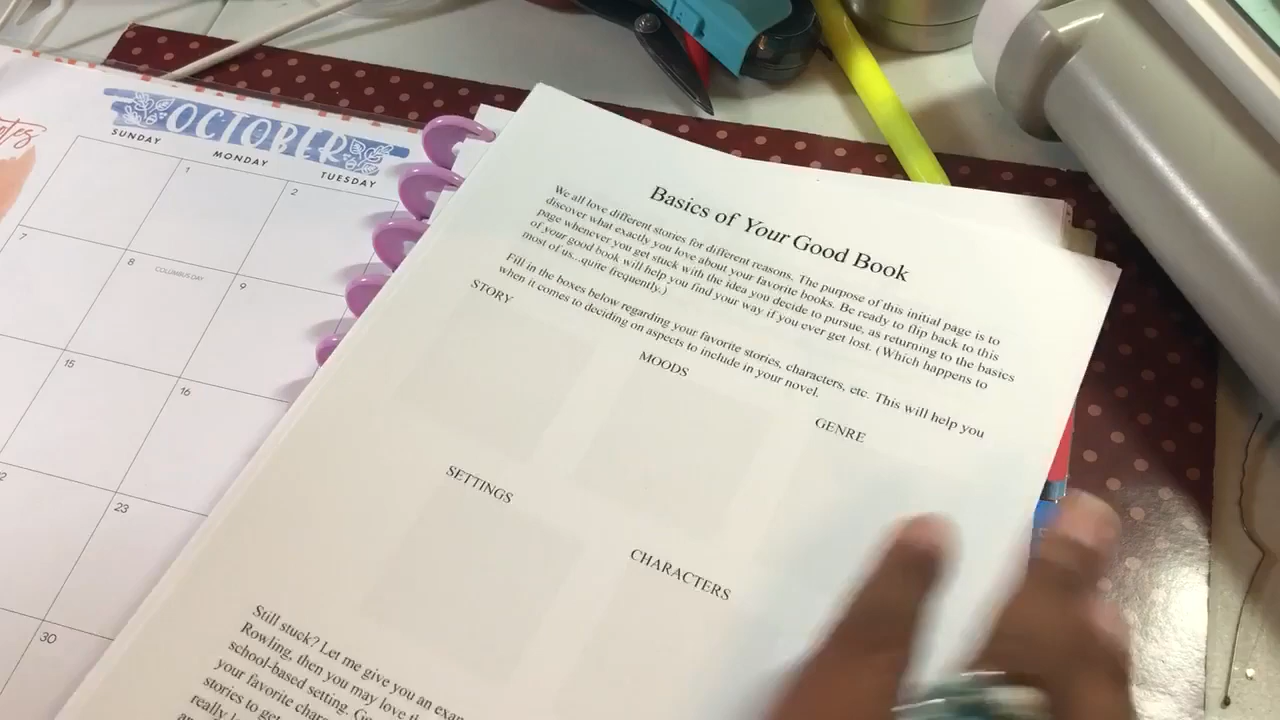 OCTOBER
SUNDAY MONDAY TUESDAY
1 2
7 8 COLUMBUS DAY 9
15 16
23
30
Basics of Your Good Book
We all love different stories for different reasons. The purpose of this initial page is to
discover what exactly you love about your favorite books. Be ready to flip back to this
page whenever you get stuck with the idea you decide to pursue, as returning to the basics
of your good book will help you find your way if you ever get lost. (Which happens to
most of us...quite frequently.)
Fill in the boxes below regarding your favorite stories, characters, etc. This will help you
when it comes to deciding on aspects to include in your novel.
STORY
MOODS
GENRE
SETTINGS
CHARACTERS
Still stuck? Let me give you an
Rowling, then you may love
school-based setting.
your favorite
stories to get
really